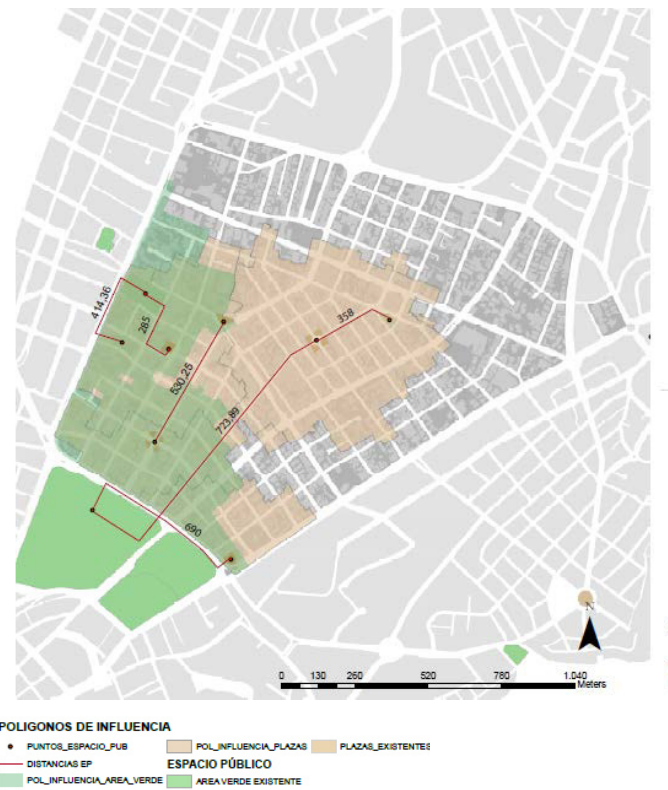 414,36
285
358
530,25
723,89
690
N
0 130 260 520 780 1.040
Meters
POLIGONOS DE INFLUENCIA
PUNTOS_ESPACIO_PUB
POL_INFLUENCIA_PLAZAS
PLAZAS_EXISTENTES
DISTANCIAS EP
ESPACIO PÚBLICO
POL_INFLUENCIA_AREA_VERDE
AREA VERDE EXISTENTE